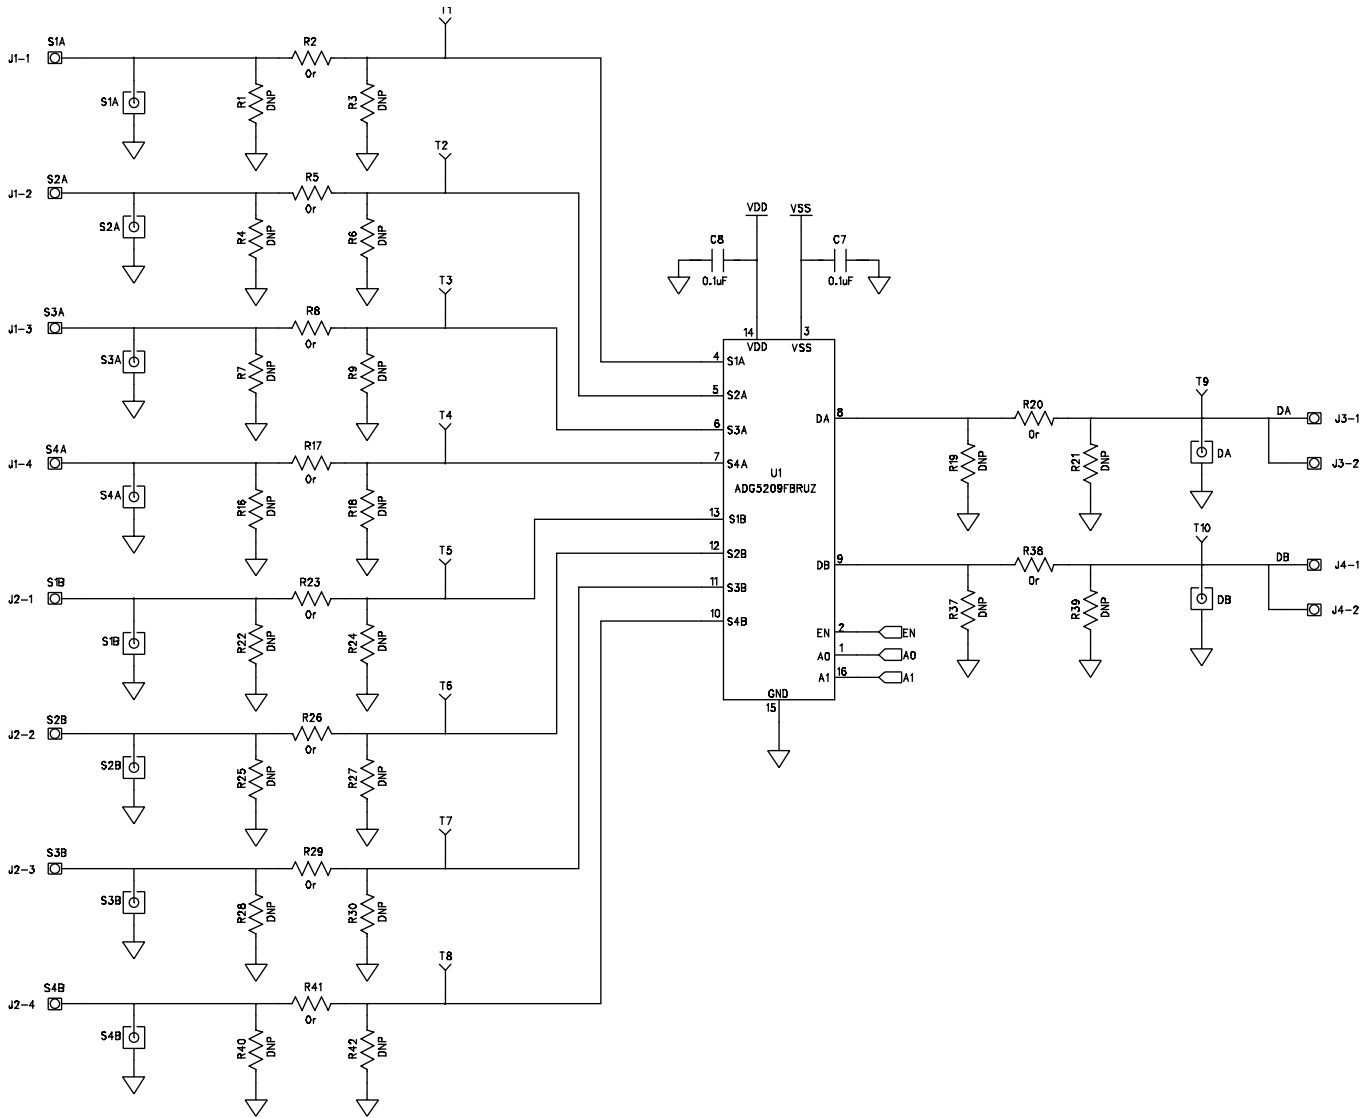 T1
S1A
J1-1
R2
0r
S1A
R1
DNP
R3
DNP
T2
S2A
J1-2
R5
0r
S2A
R4
DNP
R6
DNP
T3
S3A
J1-3
R8
0r
S3A
R7
DNP
R9
DNP
T4
S4A
J1-4
R17
0r
S4A
R16
DNP
R18
DNP
T5
S1B
J2-1
R23
0r
S1B
R22
DNP
R24
DNP
T6
S2B
J2-2
R26
0r
S2B
R25
DNP
R27
DNP
T7
S3B
J2-3
R29
0r
S3B
R28
DNP
R30
DNP
T8
S4B
J2-4
R41
0r
S4B
R40
DNP
R42
DNP
VDD
VSS
C8
0.1uF
C7
0.1uF
14
3
VDD
VSS
4
S1A
5
S2A
6
S3A
7
S4A
U1
ADG5209FBRUZ
13
S1B
12
S2B
11
S3B
10
S4B
DA
8
DB
9
EN
2
EN
A0
1
A0
A1
16
A1
GND
15
R20
0r
R19
DNP
R21
DNP
T9
DA
DA
J3-1
J3-2
R38
0r
R37
DNP
R39
DNP
T10
DB
DB
J4-1
J4-2